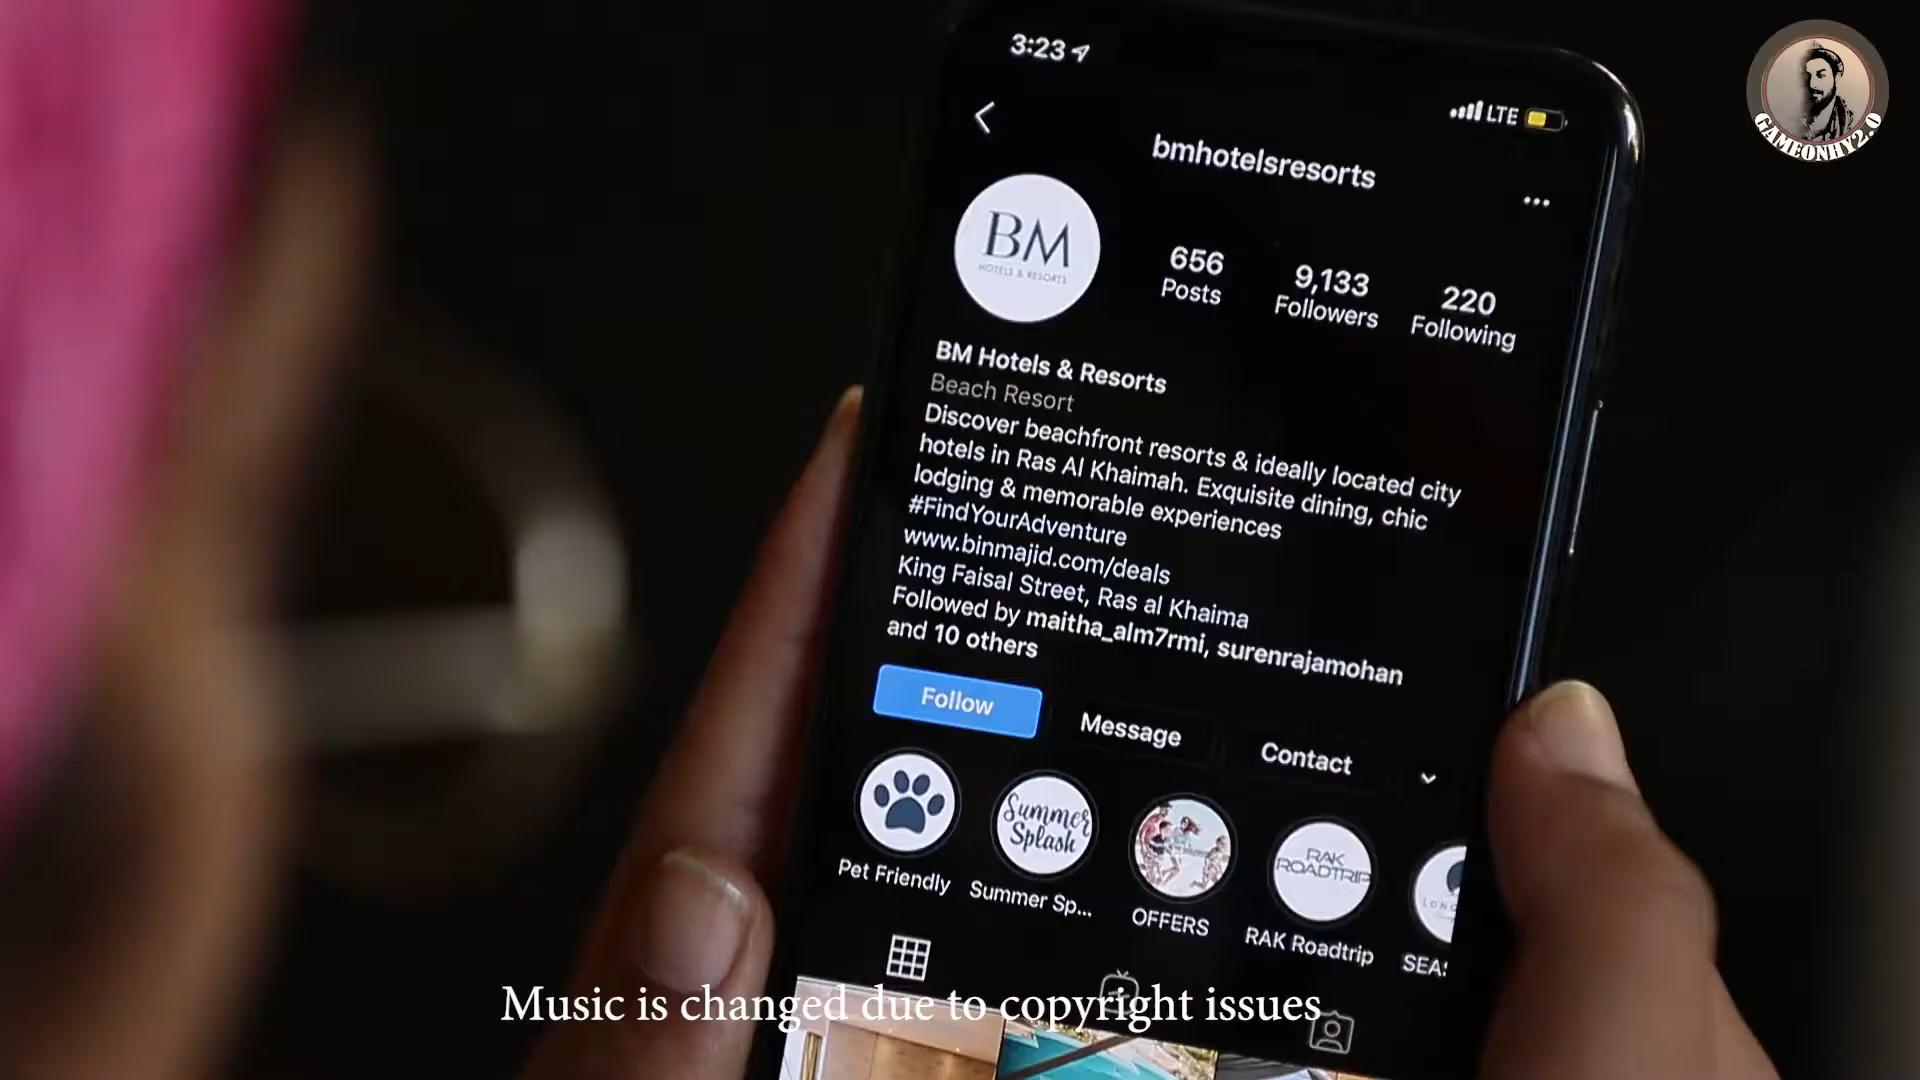 3:23
LTE
GAMEONHY2.0
bmhotelsresorts
BM
HOTELS & RESORTS
656
Posts
9,133
Followers
220
Following
BM Hotels & Resorts
Beach Resort
Discover beachfront resorts & ideally located city
hotels in Ras Al Khaimah. Exquisite dining, chic
lodging & memorable experiences
#FindYourAdventure
www.binmajid.com/deals
King Faisal Street, Ras al Khaima
Followed by maitha_alm7rmi, surenrajamohan
and 10 others
Follow
Message
Contact
Summer
Splash
RAK
ROADTRIP
LONG
Pet Friendly
Summer Sp...
OFFERS
RAK Roadtrip
SEAS
Music is changed due to copyright issues